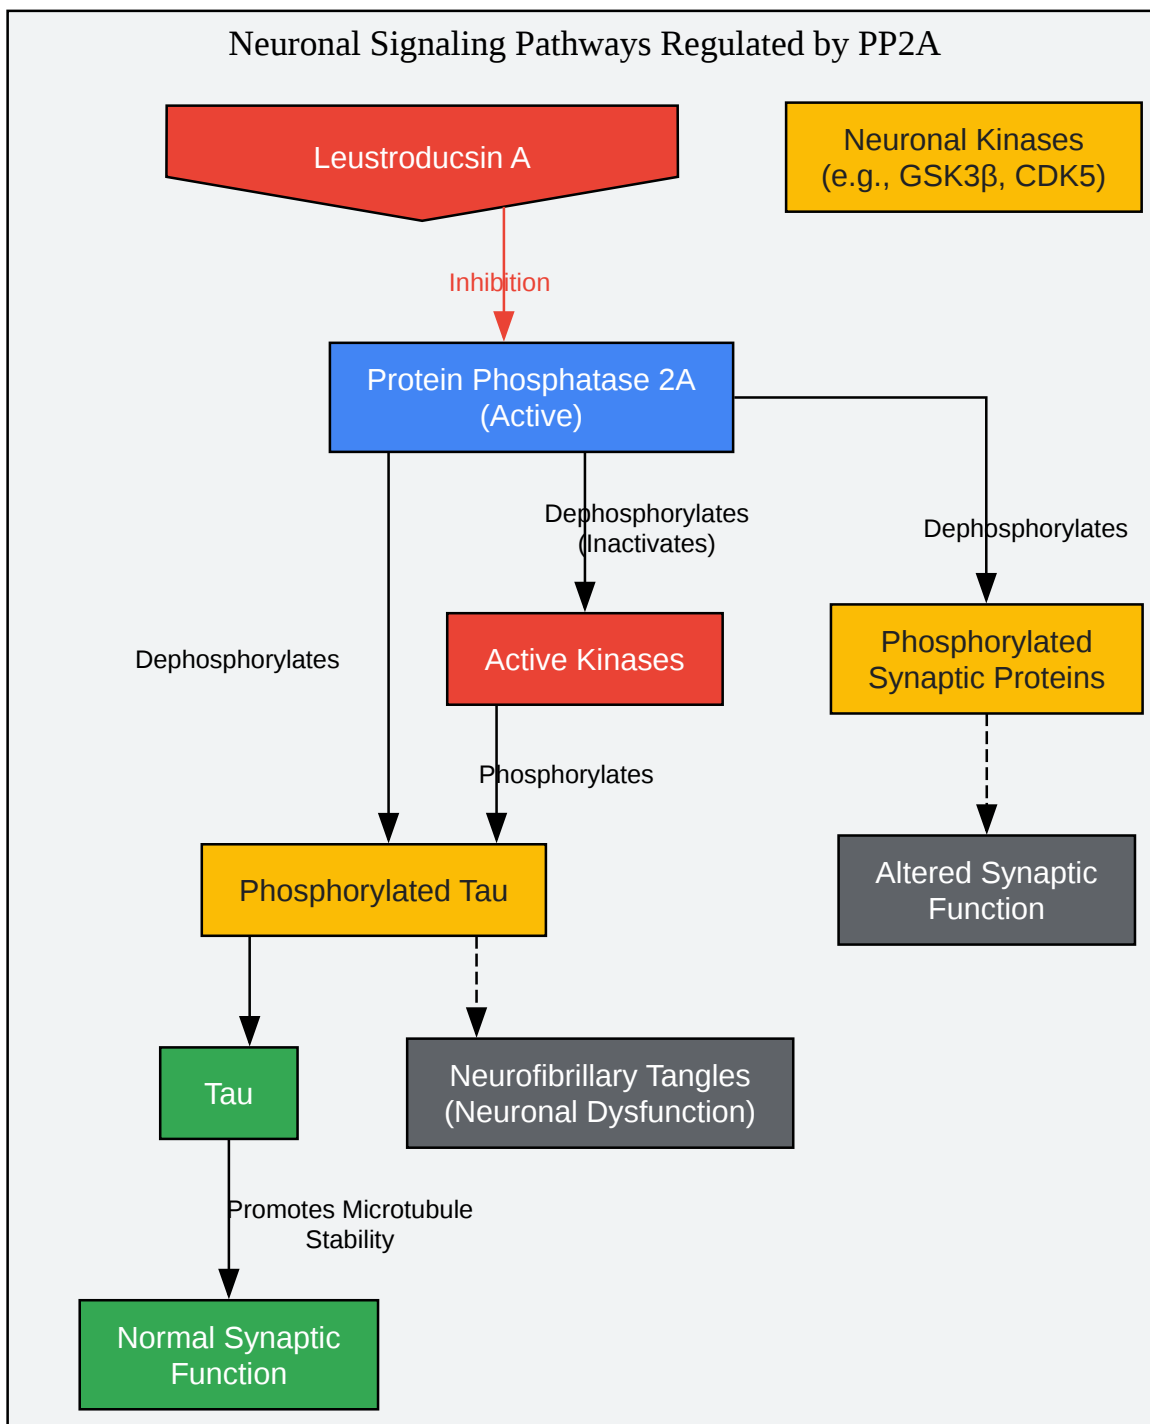 Neuronal Signaling Pathways Regulated by PP2A
Leustroducsin A
Neuronal Kinases
(e.g., GSK3β, CDK5)
Inhibition
Protein Phosphatase 2A
(Active)
Dephosphorylates
(Inactivates)
Dephosphorylates
Dephosphorylates
Active Kinases
Phosphorylated
Synaptic Proteins
Phosphorylates
Phosphorylated Tau
Altered Synaptic
Function
Tau
Neurofibrillary Tangles
(Neuronal Dysfunction)
Promotes Microtubule
Stability
Normal Synaptic
Function